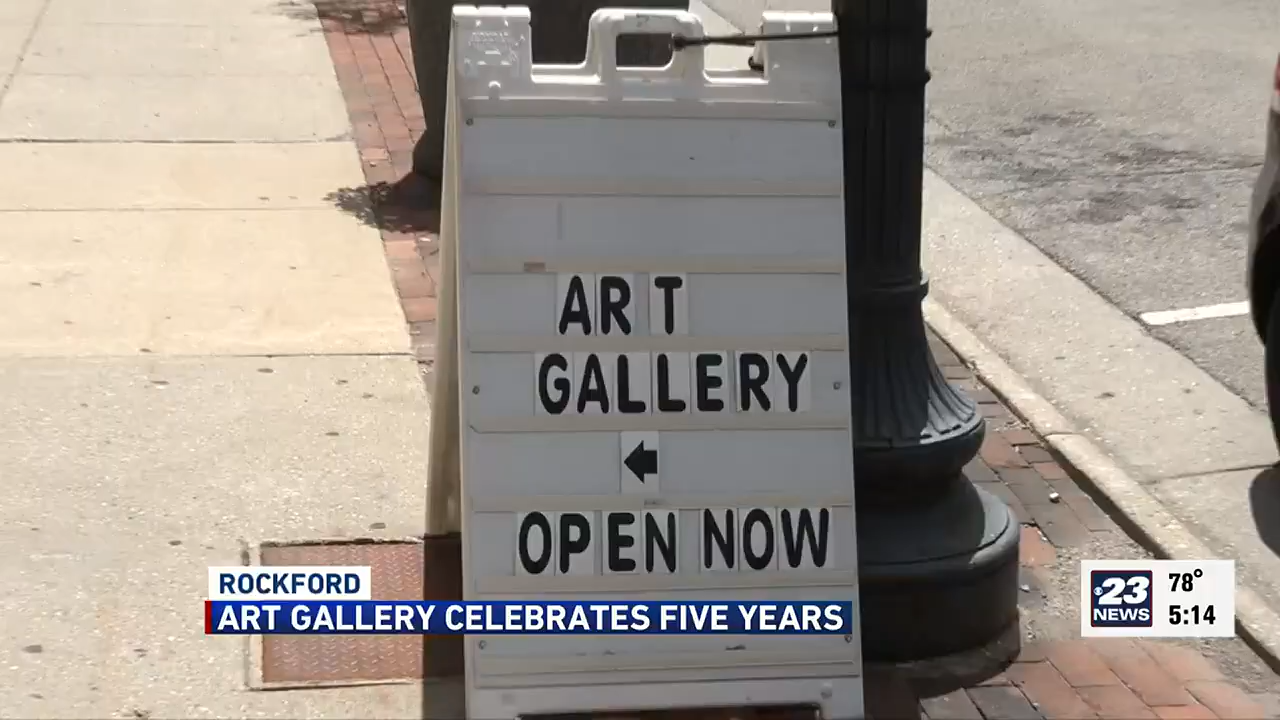 ART
GALLERY
←
OPEN NOW
ROCKFORD
ART GALLERY CELEBRATES FIVE YEARS
23
NEWS
78°
5:14